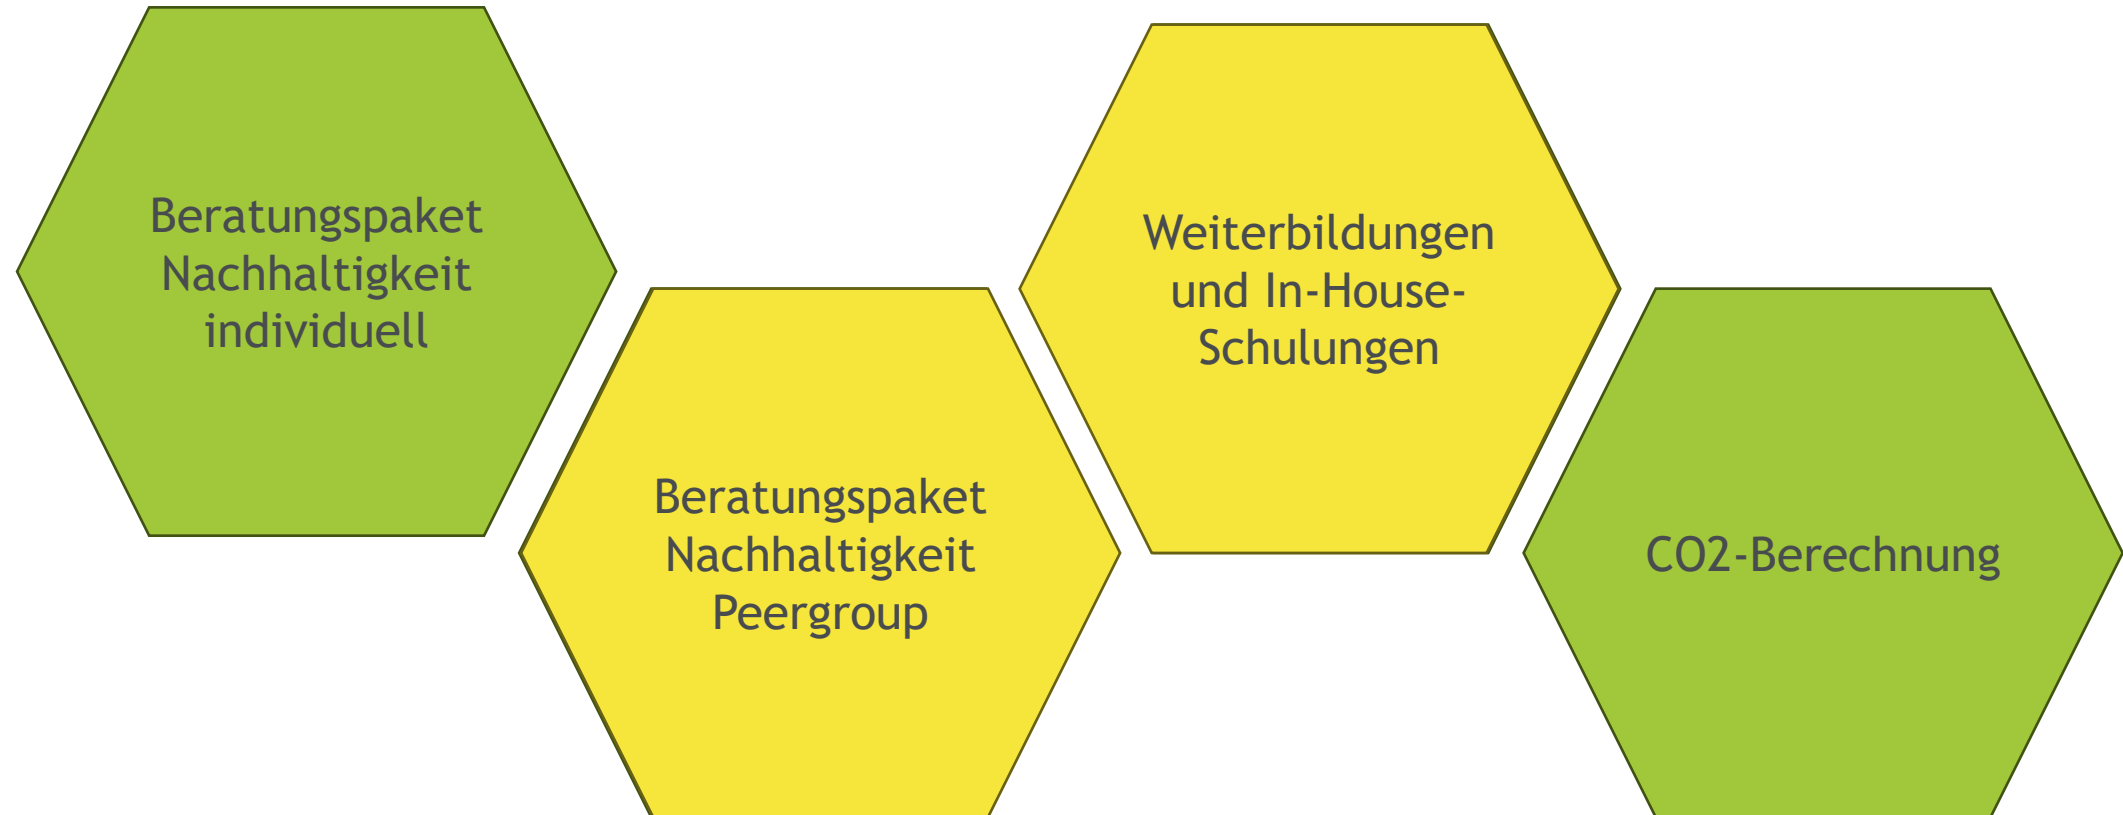 Beratungspaket
Nachhaltigkeit
individuell
Beratungspaket
Nachhaltigkeit
Peergroup
Weiterbildungen
und In-House-
Schulungen
CO2-Berechnung